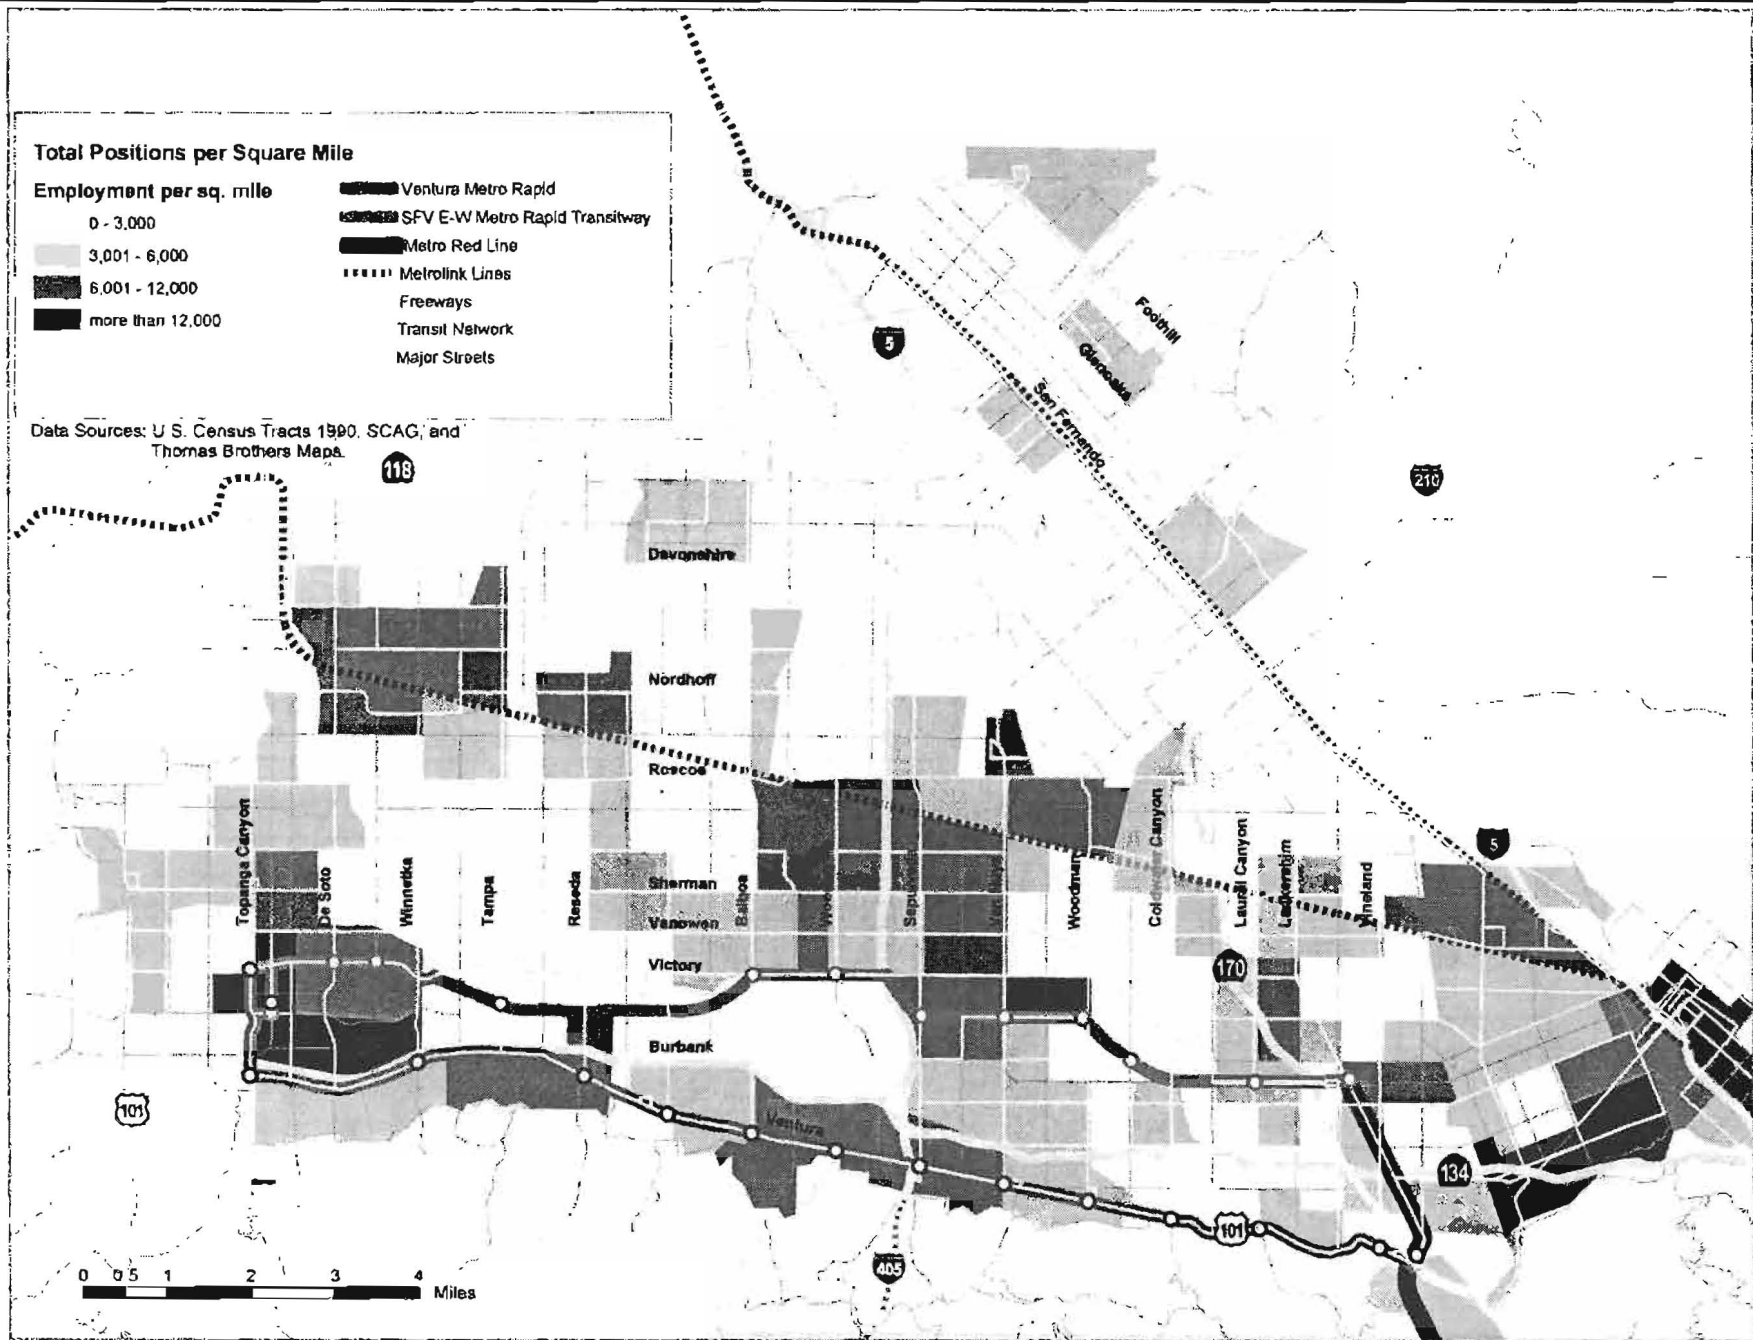 Total Positions per Square Mile
Employment per sq. mile
0 - 3,000
3,001 - 6,000
6,001 - 12,000
more than 12,000
Ventura Metro Rapid
SFV E-W Metro Rapid Transitway
Metro Red Line
Metrolink Lines
Freeways
Transit Network
Major Streets
Data Sources: U.S. Census Tracts 1990, SCAG, and
Thomas Brothers Maps.
118
5
210
Foothill
Glenoaks
San Fernando
Devonshire
Nordhoff
Roscoe
Sherman
Vanowen
Victory
Burbank
Ventura
Topanga Canyon
De Soto
Winnetka
Tampa
Reseda
Balboa
Woodman
Coldwater Canyon
Laurel Canyon
Lankershim
Vineland
5
170
101
134
101
405
0 0.5 1 2 3 4
Miles